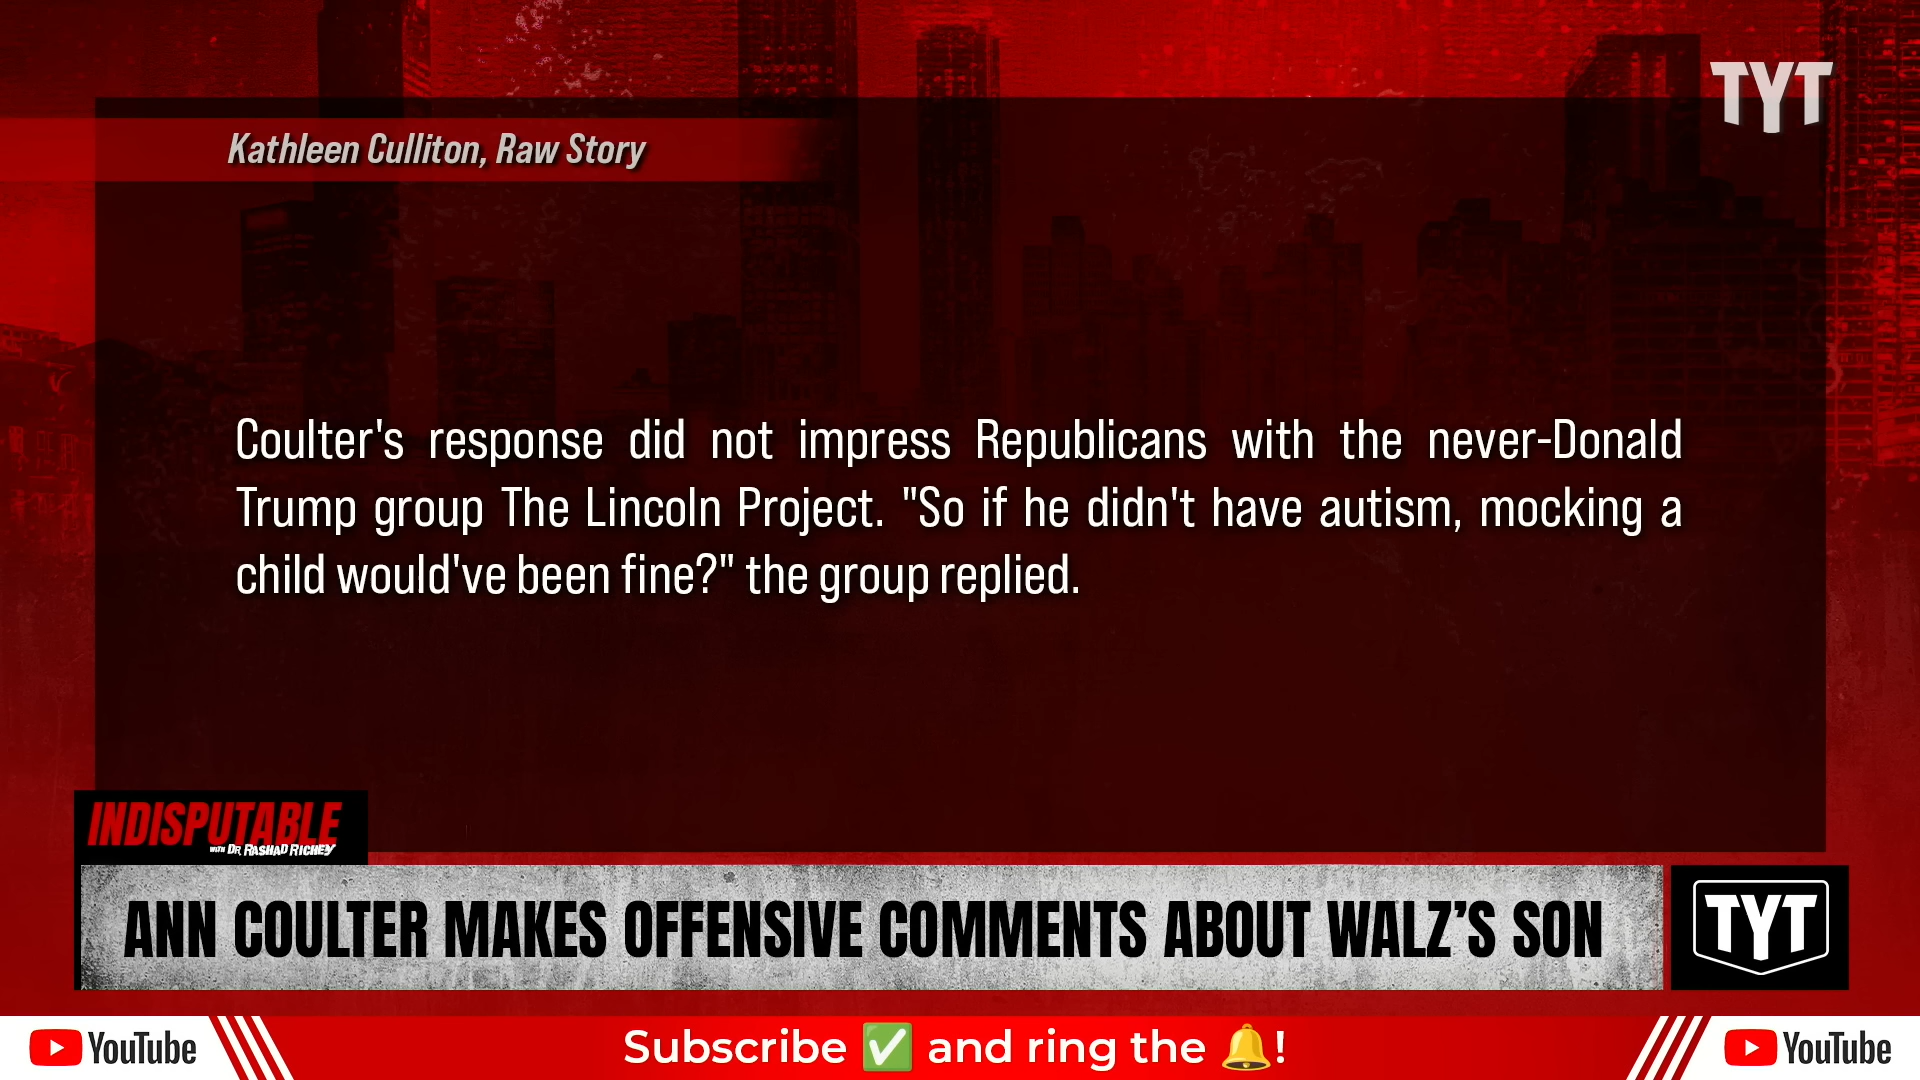 TYT
Kathleen Culliton, Raw Story
Coulter's response did not impress Republicans with the never-Donald
Trump group The Lincoln Project. "So if he didn't have autism, mocking a
child would've been fine?" the group replied.
INDISPUTABLE
WITH DR RASHAD RICHEY
ANN COULTER MAKES OFFENSIVE COMMENTS ABOUT WALZ'S SON
TYT
YouTube
Subscribe ✅ and ring the 🔔!
YouTube